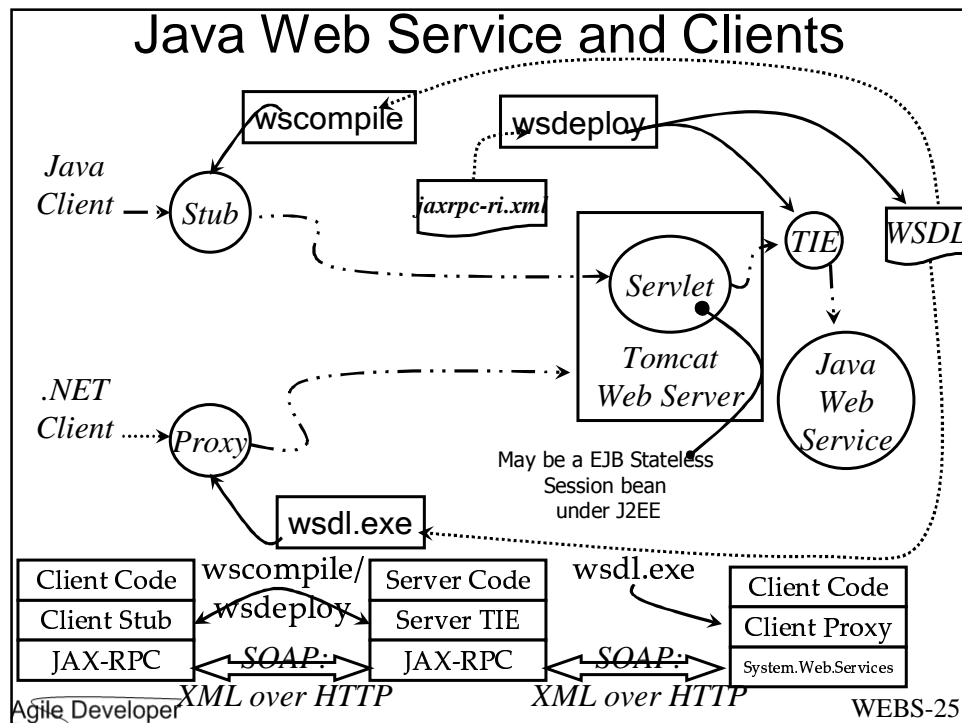 Java Web Service and Clients
wscompile
wsdeploy
Java
Client
Stub
jaxrpc-ri.xml
TIE
WSDL
Servlet
Tomcat
Web Server
Java
Web
Service
.NET
Client
Proxy
May be a EJB Stateless
Session bean
under J2EE
wsdl.exe
Client Code
Client Stub
JAX-RPC
wscompile/
wsdeploy
SOAP:
XML over HTTP
Server Code
Server TIE
JAX-RPC
wsdl.exe
SOAP:
XML over HTTP
Client Code
Client Proxy
System.Web.Services
Agile Developer
WEBS-25